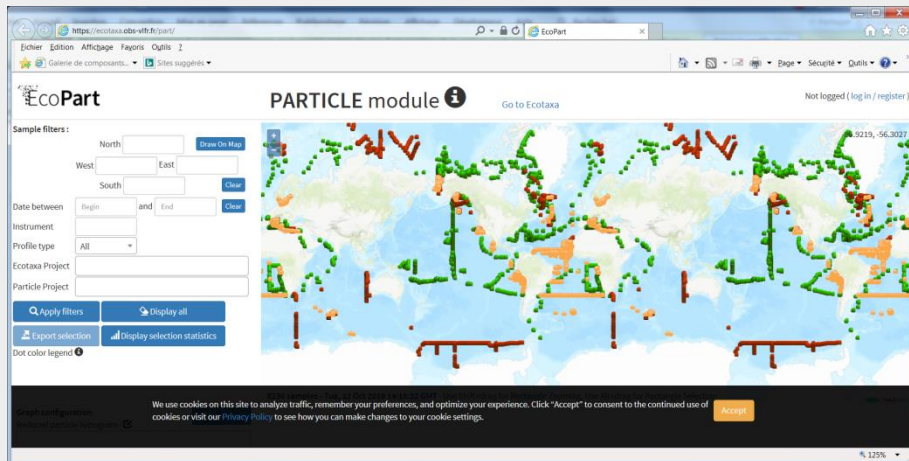 https://ecotaxa.obs-vlfr.fr/part/
EcoPart
Fichier Edition Affichage Favoris Outils ?
Galerie de composants... Sites suggérés
Page Sécurité Outils
EcoPart
PARTICLE module
Go to Ecotaxa
Not logged ( log in / register )
Sample filters :
North
Draw On Map
West East
South
Clear
Date between Begin and End Clear
Instrument
Profile type All
Ecotaxa Project
Particle Project
Apply filters
Display all
Export selection
Display selection statistics
Dot color legend
.9219, -56.3027
We use cookies on this site to analyze traffic, remember your preferences, and optimize your experience. Click "Accept" to consent to the continued use of
cookies or visit our Privacy Policy to see how you can make changes to your cookie settings.
Accept
Graph configuration
125%